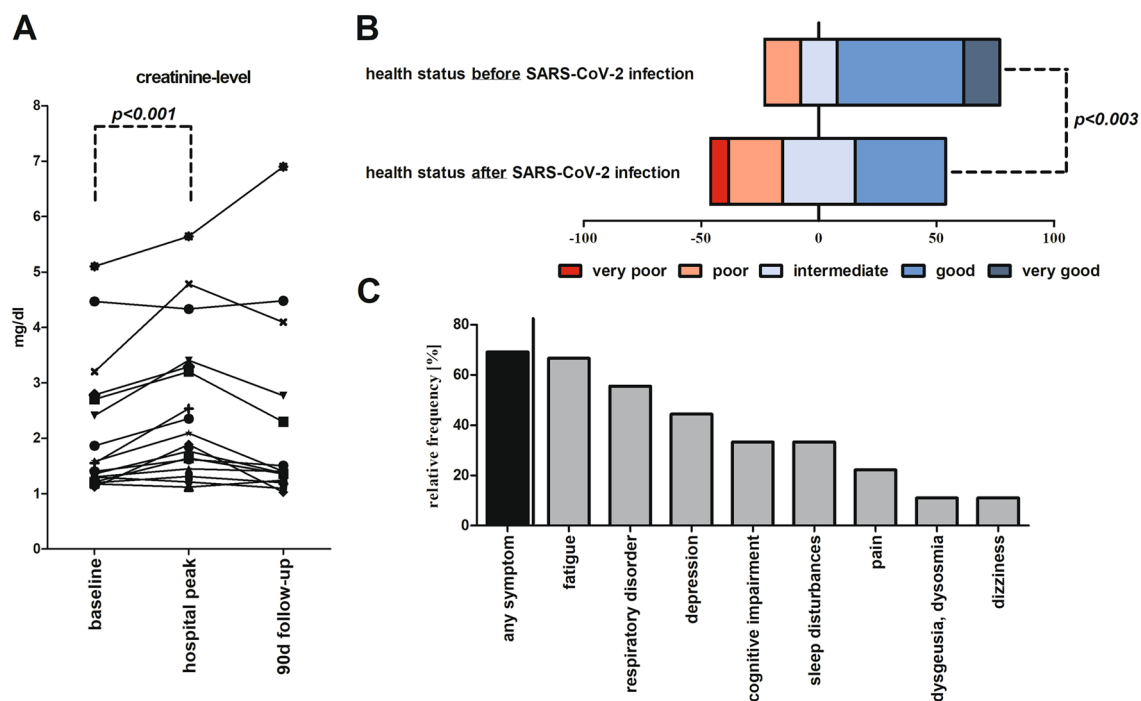 A
creatinine-level
p<0.001
8
7
6
5
4
3
2
1
0
mg/dl
baseline
hospital peak
90d follow-up
B
health status before SARS-CoV-2 infection
health status after SARS-CoV-2 infection
p<0.003
-100 -50 0 50 100
very poor poor intermediate good very good
C
relative frequency [%]
80
60
40
20
0
any symptom
fatigue
respiratory disorder
depression
cognitive impairment
sleep disturbances
pain
dysgeusia, dysosmia
dizziness